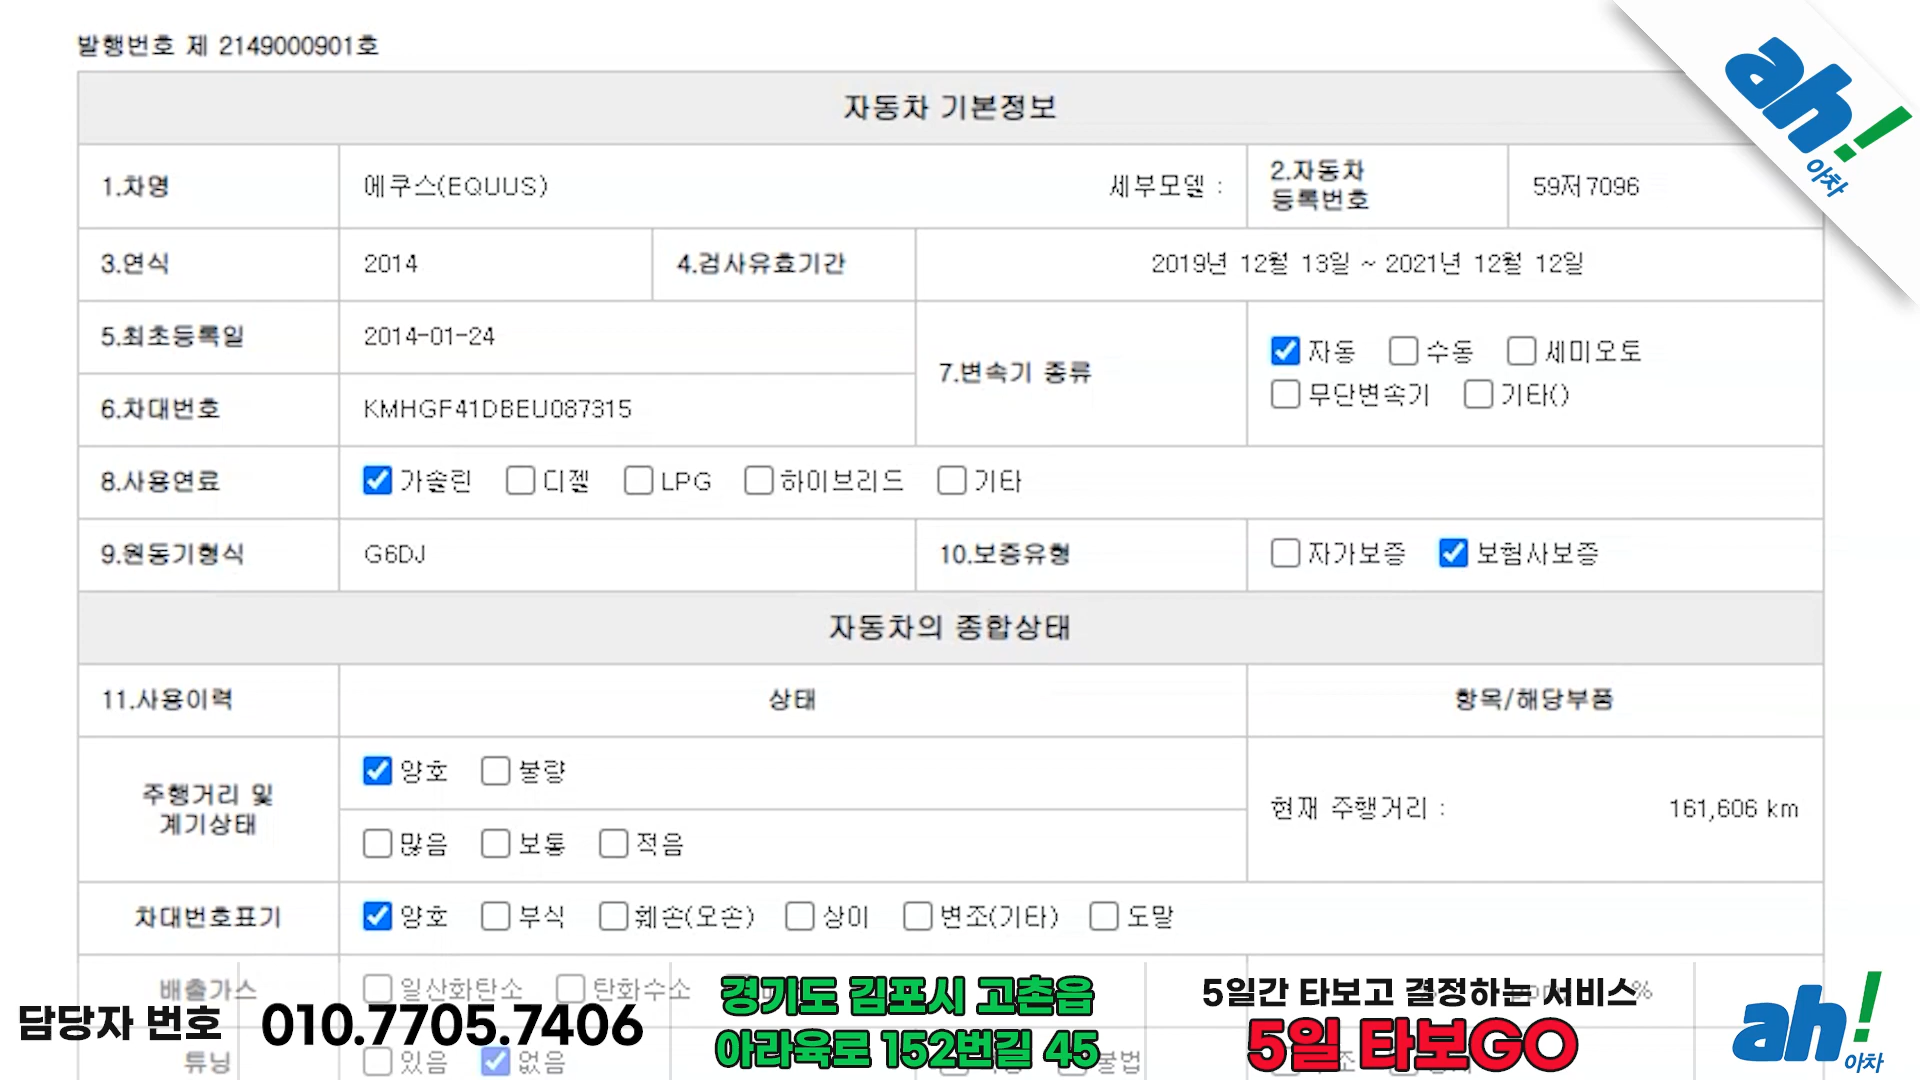 발행번호 제 2149000901호
자동차 기본정보
1.차명 에쿠스(EQUUS) 세부모델 : 2.자동차 등록번호 59저7096
3.연식 2014 4.검사유효기간 2019년 12월 13일 ~ 2021년 12월 12일
5.최초등록일 2014-01-24
7.변속기 종류 자동 수동 세미오토
무단변속기 기타()
6.차대번호 KMHGF41DBEU087315
8.사용연료 가솔린 디젤 LPG 하이브리드 기타
9.원동기형식 G6DJ 10.보증유형 자가보증 보험사보증
자동차의 종합상태
11.사용이력 상태 항목/해당부품
주행거리 및 계기상태 양호 불량
많음 보통 적음
현재 주행거리 : 161,606 km
차대번호표기 양호 부식 훼손(오손) 상이 변조(기타) 도말
배출가스 일산화탄소 탄화수소 %
튜닝 있음 없음 불법
담당자 번호 010.7705.7406
경기도 김포시 고촌읍
아라육로 152번길 45
5일간 타보고 결정하는 서비스
5일 타보GO
ah!
아차
ah!
아차